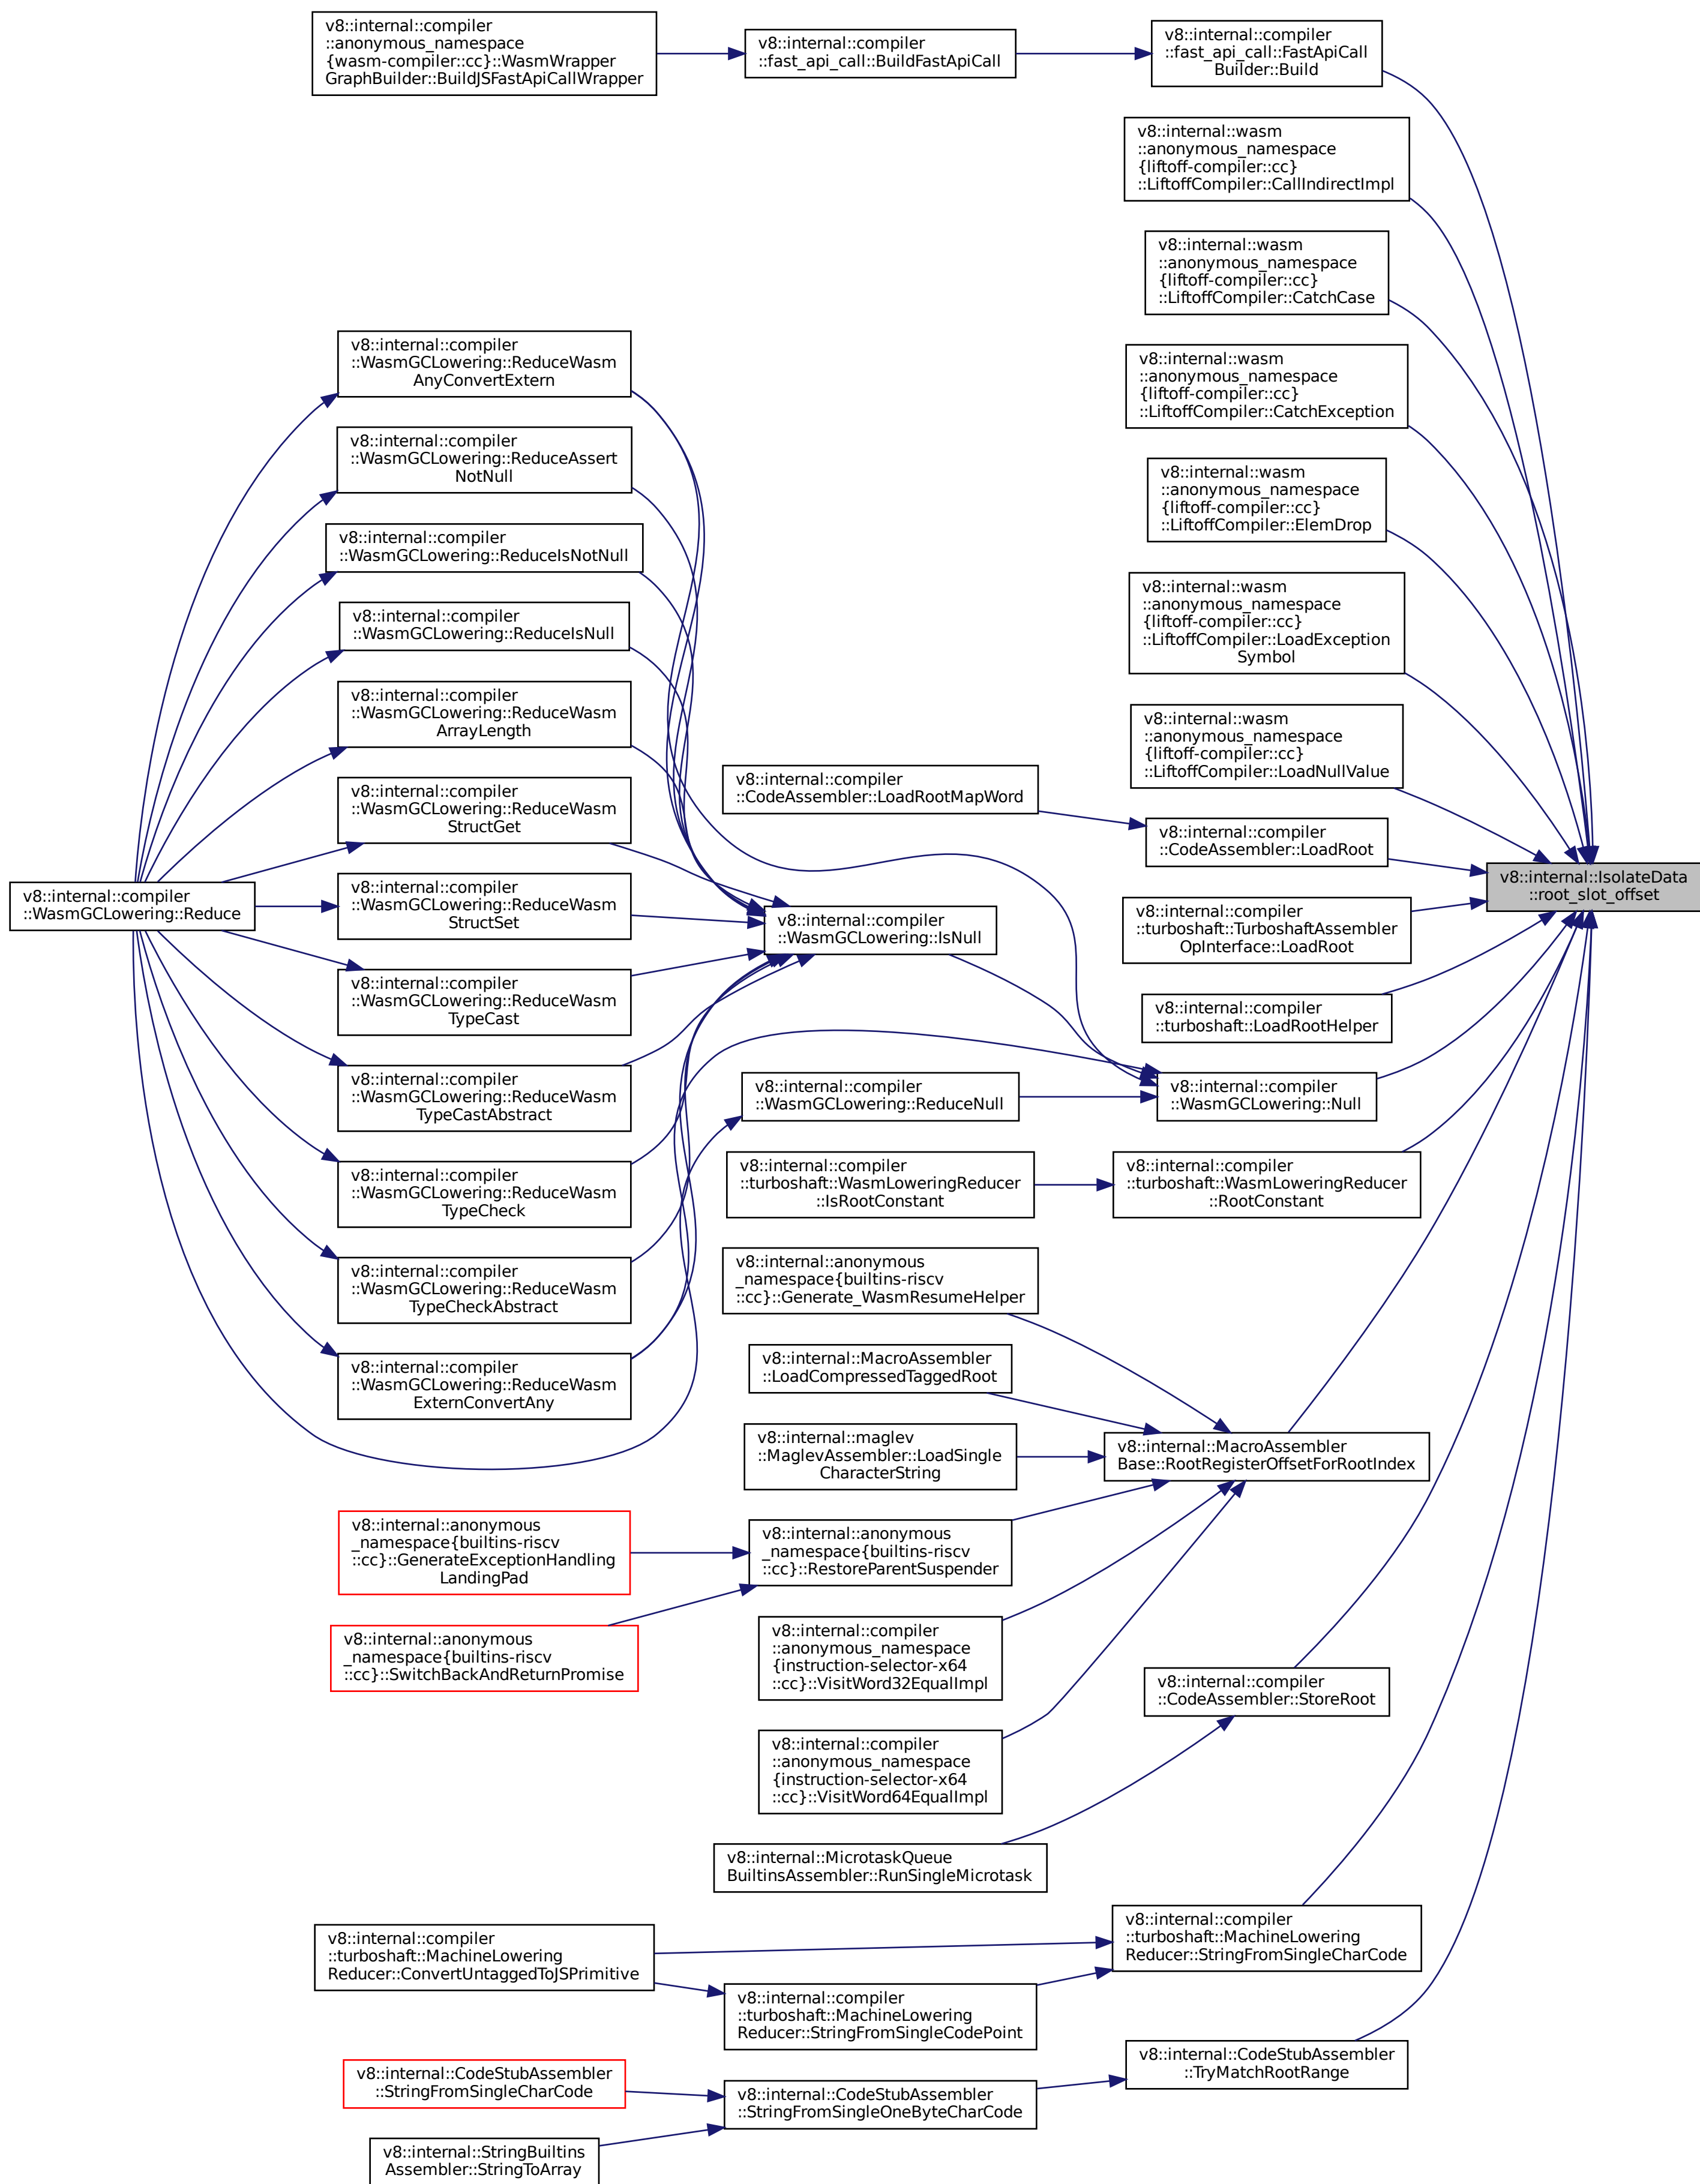 v8::internal::compiler
::anonymous_namespace
{wasm-compiler::cc}::WasmWrapper
GraphBuilder::BuildJSFastApiCallWrapper
v8::internal::compiler
::fast_api_call::BuildFastApiCall
v8::internal::compiler
::fast_api_call::FastApiCall
Builder::Build
v8::internal::wasm
::anonymous_namespace
{liftoff-compiler::cc}
::LiftoffCompiler::CallIndirectImpl
v8::internal::wasm
::anonymous_namespace
{liftoff-compiler::cc}
::LiftoffCompiler::CatchCase
v8::internal::wasm
::anonymous_namespace
{liftoff-compiler::cc}
::LiftoffCompiler::CatchException
v8::internal::wasm
::anonymous_namespace
{liftoff-compiler::cc}
::LiftoffCompiler::ElemDrop
v8::internal::wasm
::anonymous_namespace
{liftoff-compiler::cc}
::LiftoffCompiler::LoadException
Symbol
v8::internal::wasm
::anonymous_namespace
{liftoff-compiler::cc}
::LiftoffCompiler::LoadNullValue
v8::internal::compiler
::CodeAssembler::LoadRootMapWord
v8::internal::compiler
::CodeAssembler::LoadRoot
v8::internal::IsolateData
::root_slot_offset
v8::internal::compiler
::turboshaft::TurboshaftAssembler
OpInterface::LoadRoot
v8::internal::compiler
::turboshaft::LoadRootHelper
v8::internal::compiler
::WasmGCLowering::ReduceWasm
AnyConvertExtern
v8::internal::compiler
::WasmGCLowering::ReduceAssert
NotNull
v8::internal::compiler
::WasmGCLowering::ReduceIsNotNull
v8::internal::compiler
::WasmGCLowering::ReduceIsNull
v8::internal::compiler
::WasmGCLowering::ReduceWasm
ArrayLength
v8::internal::compiler
::WasmGCLowering::ReduceWasm
StructGet
v8::internal::compiler
::WasmGCLowering::Reduce
v8::internal::compiler
::WasmGCLowering::ReduceWasm
StructSet
v8::internal::compiler
::WasmGCLowering::IsNull
v8::internal::compiler
::WasmGCLowering::ReduceWasm
TypeCast
v8::internal::compiler
::WasmGCLowering::ReduceWasm
TypeCastAbstract
v8::internal::compiler
::WasmGCLowering::ReduceNull
v8::internal::compiler
::WasmGCLowering::Null
v8::internal::compiler
::WasmGCLowering::ReduceWasm
TypeCheck
v8::internal::compiler
::turboshaft::WasmLoweringReducer
::IsRootConstant
v8::internal::compiler
::turboshaft::WasmLoweringReducer
::RootConstant
v8::internal::compiler
::WasmGCLowering::ReduceWasm
TypeCheckAbstract
v8::internal::anonymous
_namespace{builtins-riscv
::cc}::Generate_WasmResumeHelper
v8::internal::compiler
::WasmGCLowering::ReduceWasm
ExternConvertAny
v8::internal::MacroAssembler
::LoadCompressedTaggedRoot
v8::internal::maglev
::MaglevAssembler::LoadSingle
CharacterString
v8::internal::MacroAssembler
Base::RootRegisterOffsetForRootIndex
v8::internal::anonymous
_namespace{builtins-riscv
::cc}::GenerateExceptionHandling
LandingPad
v8::internal::anonymous
_namespace{builtins-riscv
::cc}::RestoreParentSuspender
v8::internal::anonymous
_namespace{builtins-riscv
::cc}::SwitchBackAndReturnPromise
v8::internal::compiler
::anonymous_namespace
{instruction-selector-x64
::cc}::VisitWord32EqualImpl
v8::internal::compiler
::CodeAssembler::StoreRoot
v8::internal::compiler
::anonymous_namespace
{instruction-selector-x64
::cc}::VisitWord64EqualImpl
v8::internal::MicrotaskQueue
BuiltinsAssembler::RunSingleMicrotask
v8::internal::compiler
::turboshaft::MachineLowering
Reducer::ConvertUntaggedToJSPrimitive
v8::internal::compiler
::turboshaft::MachineLowering
Reducer::StringFromSingleCharCode
v8::internal::compiler
::turboshaft::MachineLowering
Reducer::StringFromSingleCodePoint
v8::internal::CodeStubAssembler
::TryMatchRootRange
v8::internal::CodeStubAssembler
::StringFromSingleCharCode
v8::internal::CodeStubAssembler
::StringFromSingleOneByteCharCode
v8::internal::StringBuiltins
Assembler::StringToArray